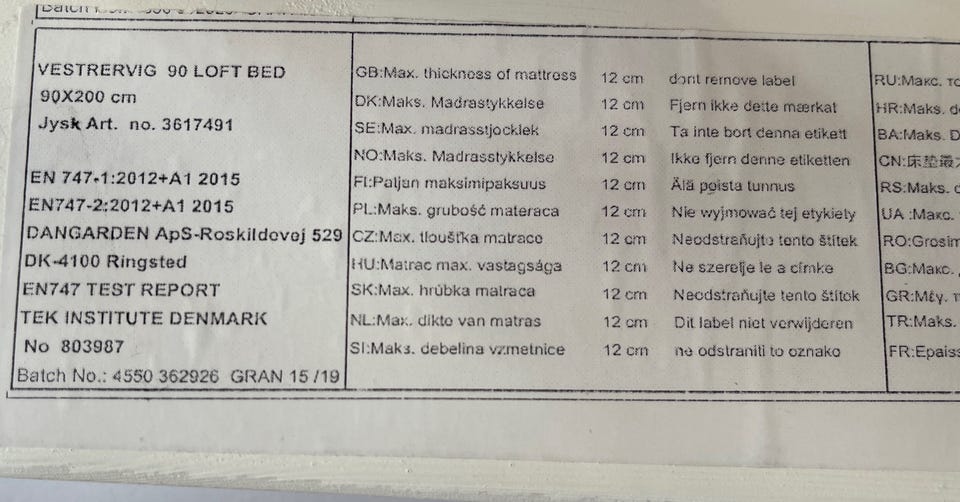 VESTRERVIG 90 LOFT BED
90X200 cm
Jysk Art. no. 3617491
EN 747-1:2012+A1 2015
EN747-2:2012+A1 2015
DANGARDEN ApS-Roskildevej 529
DK-4100 Ringsted
EN747 TEST REPORT
TEK INSTITUTE DENMARK
No 803987
Batch No.: 4550 362926 GRAN 15/19
GB:Max. thickness of mattress 12 cm dont remove label
DK:Maks. Madrastykkelse 12 cm Fjern ikke dette mærkat
SE:Max. madrasstjocklek 12 cm Ta inte bort denna etikett
NO:Maks. Madrasstykkelse 12 cm Ikke fjern denne etiketten
FI:Patjan maksimipaksuus 12 cm Älä poista tunnus
PL:Maks. grubość materaca 12 cm Nie wyjmować tej etykiety
CZ:Max. tloušťka matrace 12 cm Neodstraňujte tento štítek
HU:Matrac max. vastagsága 12 cm Ne szerelje le a címke
SK:Max. hrúbka matraca 12 cm Neodstraňujte tento štítok
NL:Max. dikte van matras 12 cm Dit label niet verwijderen
SI:Maks. debelina vzmetnice 12 cm ne odstraniti to oznako
RU:Макс. то
HR:Maks. de
BA:Maks. D
CN:床垫最大
RS:Maks. d
UA :Макс.
RO:Grosim
BG:Макс.
GR:Μέγ. π
TR:Maks.
FR:Epaiss